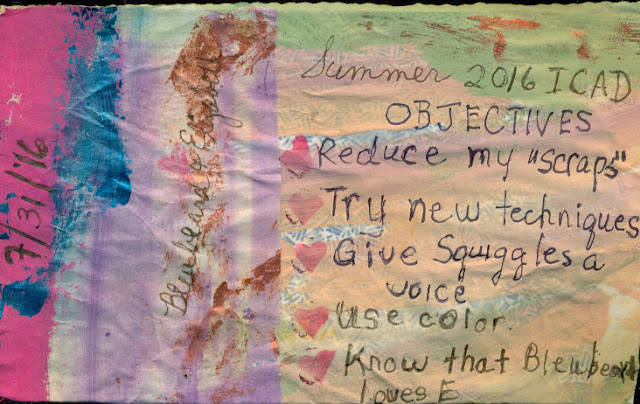 7/31/'16
Bleubeard & Elizabeth
Summer 2016 ICAD
OBJECTIVES
Reduce my "scraps"
Try new techniques
Give Squiggles a
voice
Use color.
Know that Bleubeard
loves E